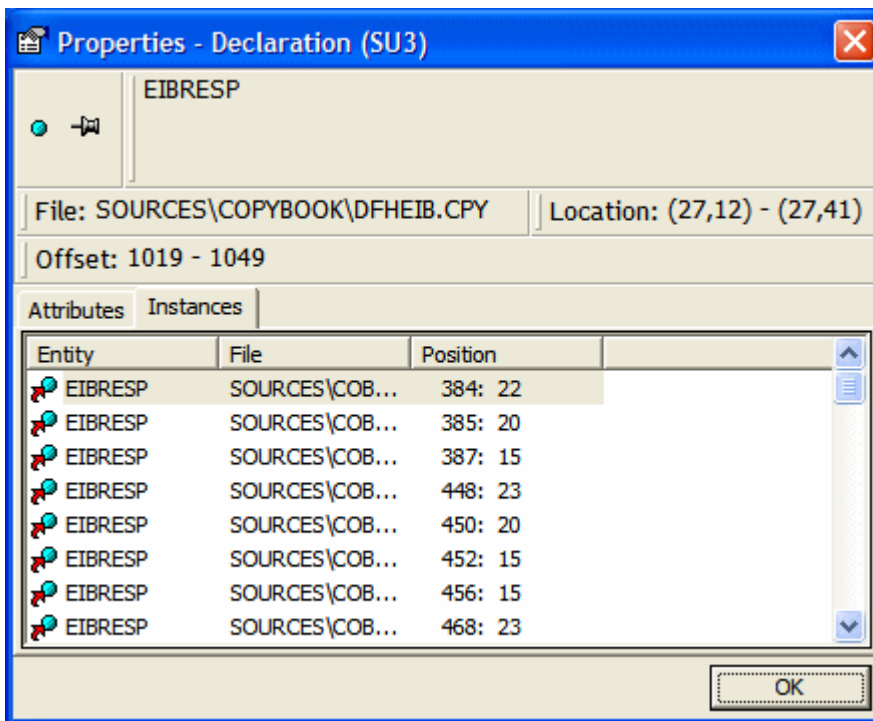 Properties - Declaration (SU3)
EIBRESP
File: SOURCES\COPYBOOK\DFHEIB.CPY Location: (27,12) - (27,41)
Offset: 1019 - 1049
Attributes Instances
Entity File Position
EIBRESP SOURCES\COB... 384: 22
EIBRESP SOURCES\COB... 385: 20
EIBRESP SOURCES\COB... 387: 15
EIBRESP SOURCES\COB... 448: 23
EIBRESP SOURCES\COB... 450: 20
EIBRESP SOURCES\COB... 452: 15
EIBRESP SOURCES\COB... 456: 15
EIBRESP SOURCES\COB... 468: 23
OK